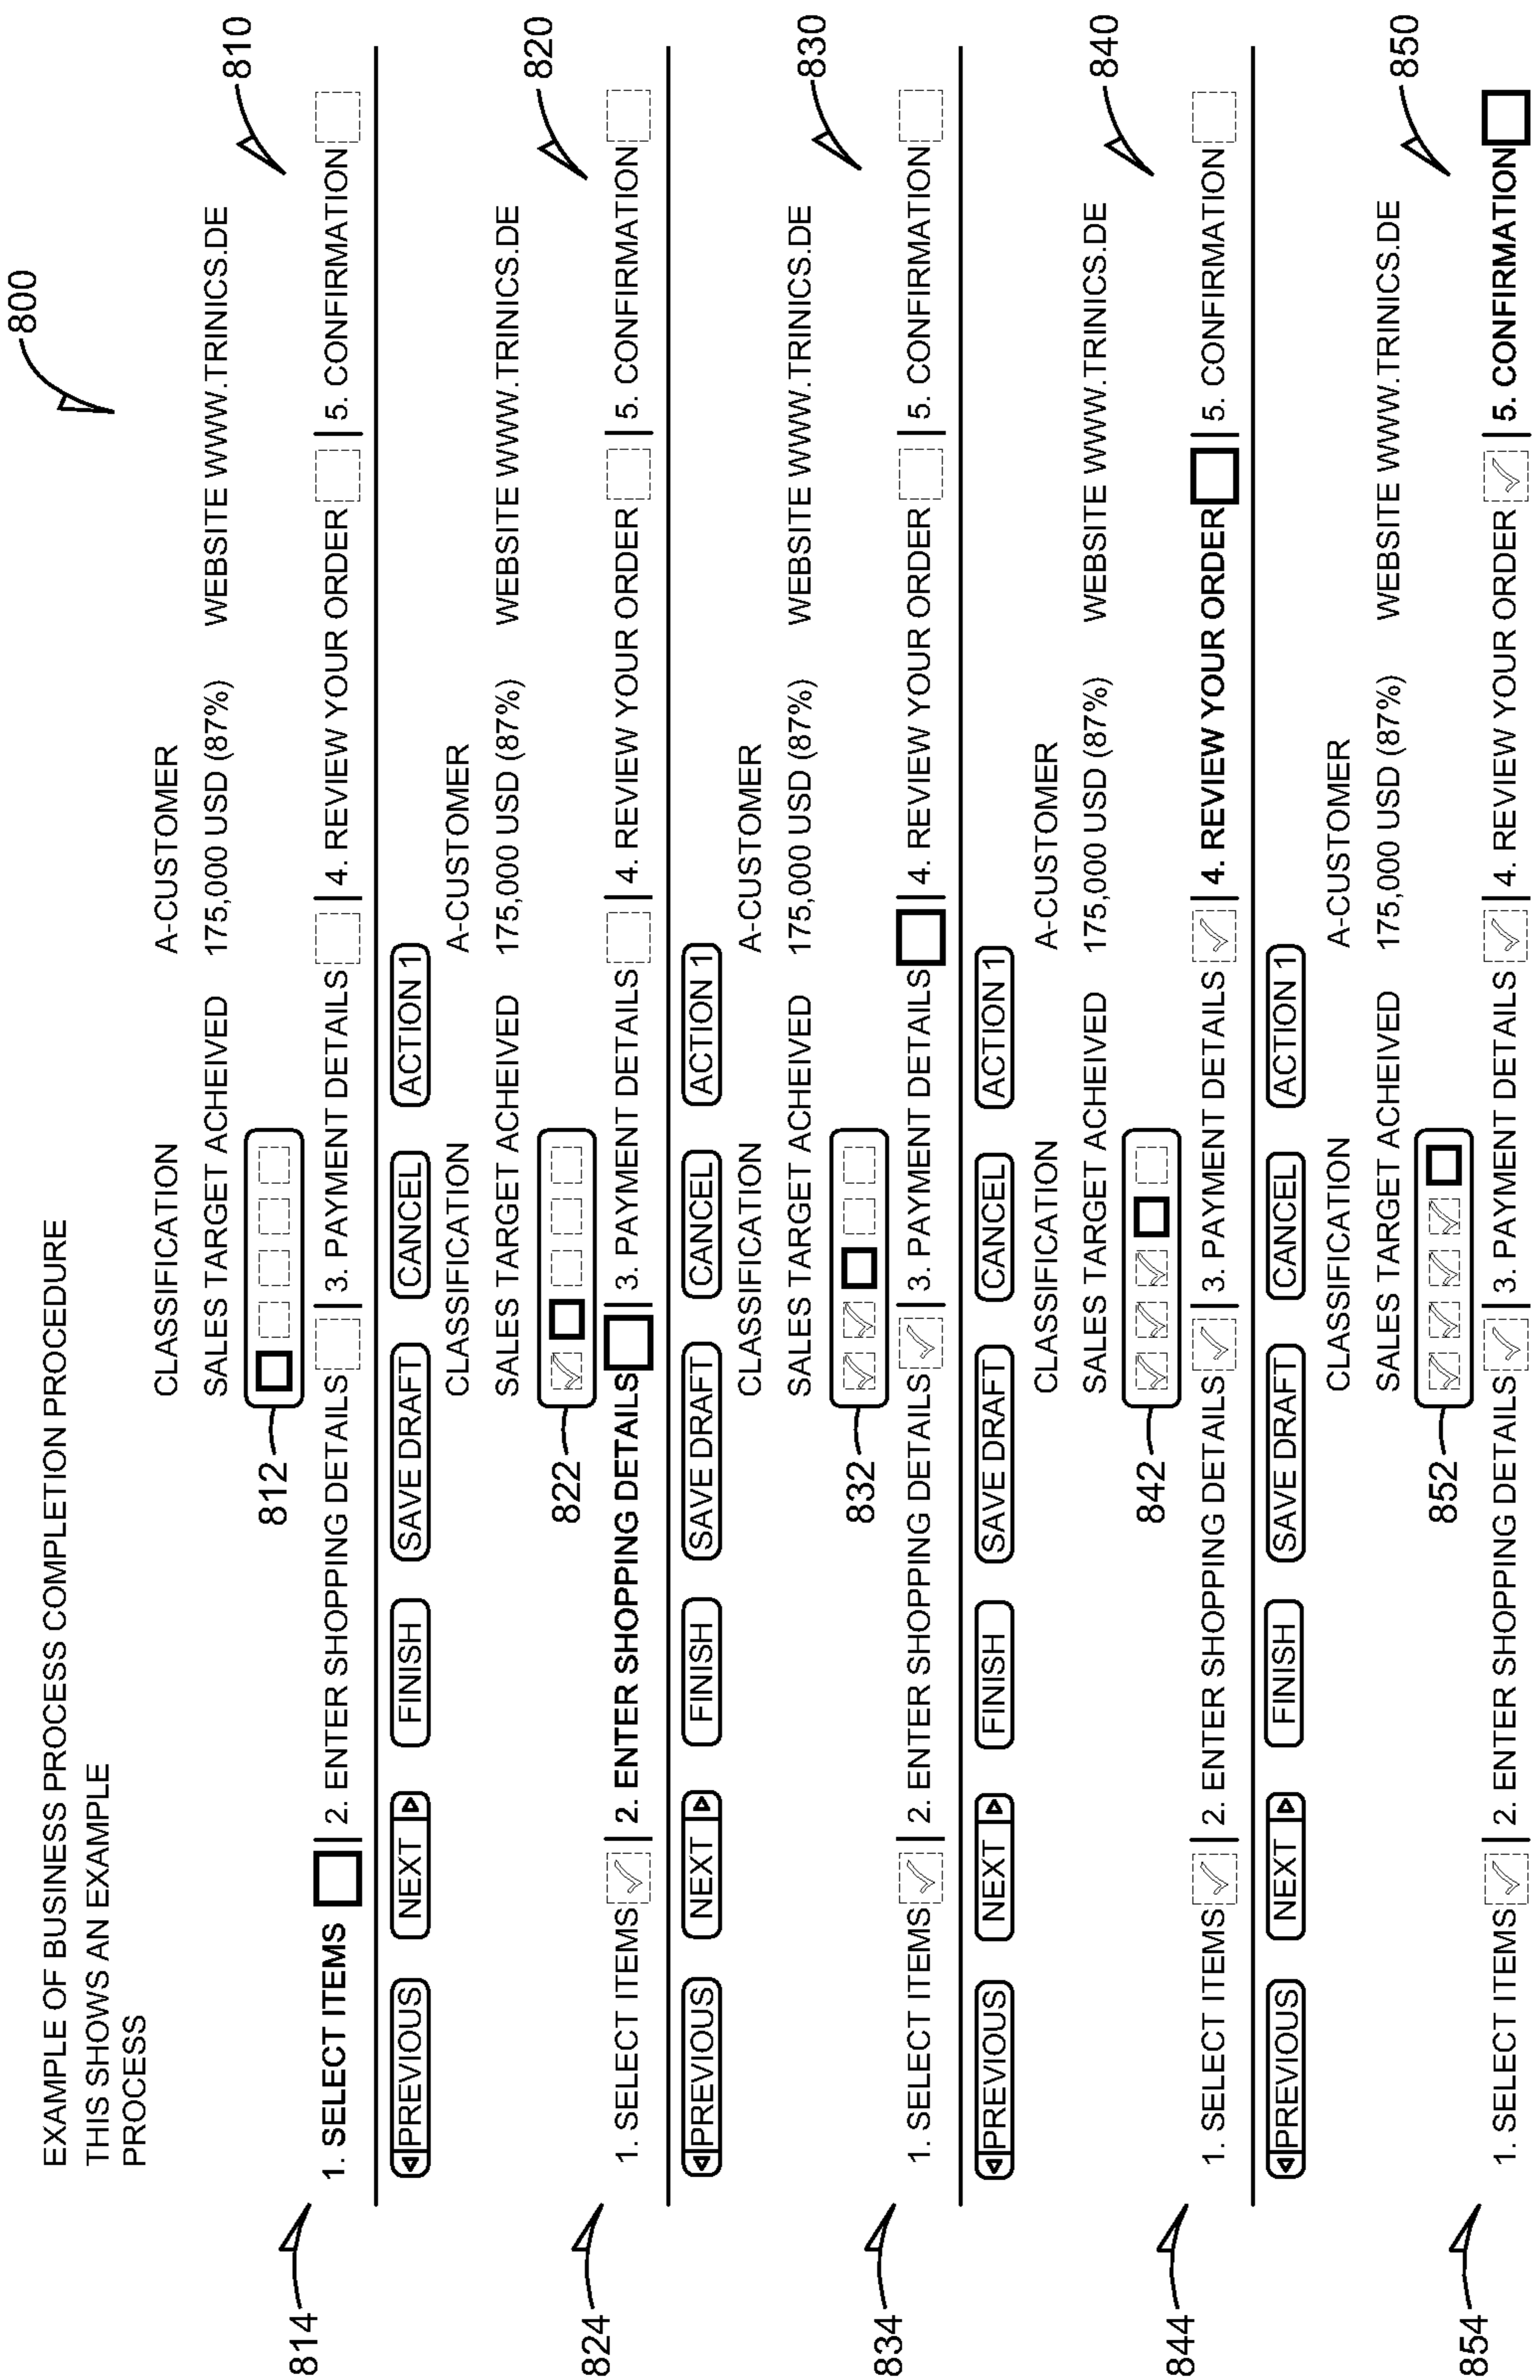 800
EXAMPLE OF BUSINESS PROCESS COMPLETION PROCEDURE
THIS SHOWS AN EXAMPLE
PROCESS
CLASSIFICATION A-CUSTOMER
SALES TARGET ACHEIVED 175,000 USD (87%) WEBSITE WWW.TRINICS.DE 810
812
814 1. SELECT ITEMS | 2. ENTER SHOPPING DETAILS | 3. PAYMENT DETAILS | 4. REVIEW YOUR ORDER | 5. CONFIRMATION
PREVIOUS NEXT FINISH SAVE DRAFT CANCEL ACTION 1
CLASSIFICATION A-CUSTOMER
SALES TARGET ACHEIVED 175,000 USD (87%) WEBSITE WWW.TRINICS.DE 820
822
824 1. SELECT ITEMS | 2. ENTER SHOPPING DETAILS | 3. PAYMENT DETAILS | 4. REVIEW YOUR ORDER | 5. CONFIRMATION
PREVIOUS NEXT FINISH SAVE DRAFT CANCEL ACTION 1
CLASSIFICATION A-CUSTOMER
SALES TARGET ACHEIVED 175,000 USD (87%) WEBSITE WWW.TRINICS.DE 830
832
834 1. SELECT ITEMS | 2. ENTER SHOPPING DETAILS | 3. PAYMENT DETAILS | 4. REVIEW YOUR ORDER | 5. CONFIRMATION
PREVIOUS NEXT FINISH SAVE DRAFT CANCEL ACTION 1
CLASSIFICATION A-CUSTOMER
SALES TARGET ACHEIVED 175,000 USD (87%) WEBSITE WWW.TRINICS.DE 840
842
844 1. SELECT ITEMS | 2. ENTER SHOPPING DETAILS | 3. PAYMENT DETAILS | 4. REVIEW YOUR ORDER | 5. CONFIRMATION
PREVIOUS NEXT FINISH SAVE DRAFT CANCEL ACTION 1
CLASSIFICATION A-CUSTOMER
SALES TARGET ACHEIVED 175,000 USD (87%) WEBSITE WWW.TRINICS.DE 850
852
854 1. SELECT ITEMS | 2. ENTER SHOPPING DETAILS | 3. PAYMENT DETAILS | 4. REVIEW YOUR ORDER | 5. CONFIRMATION